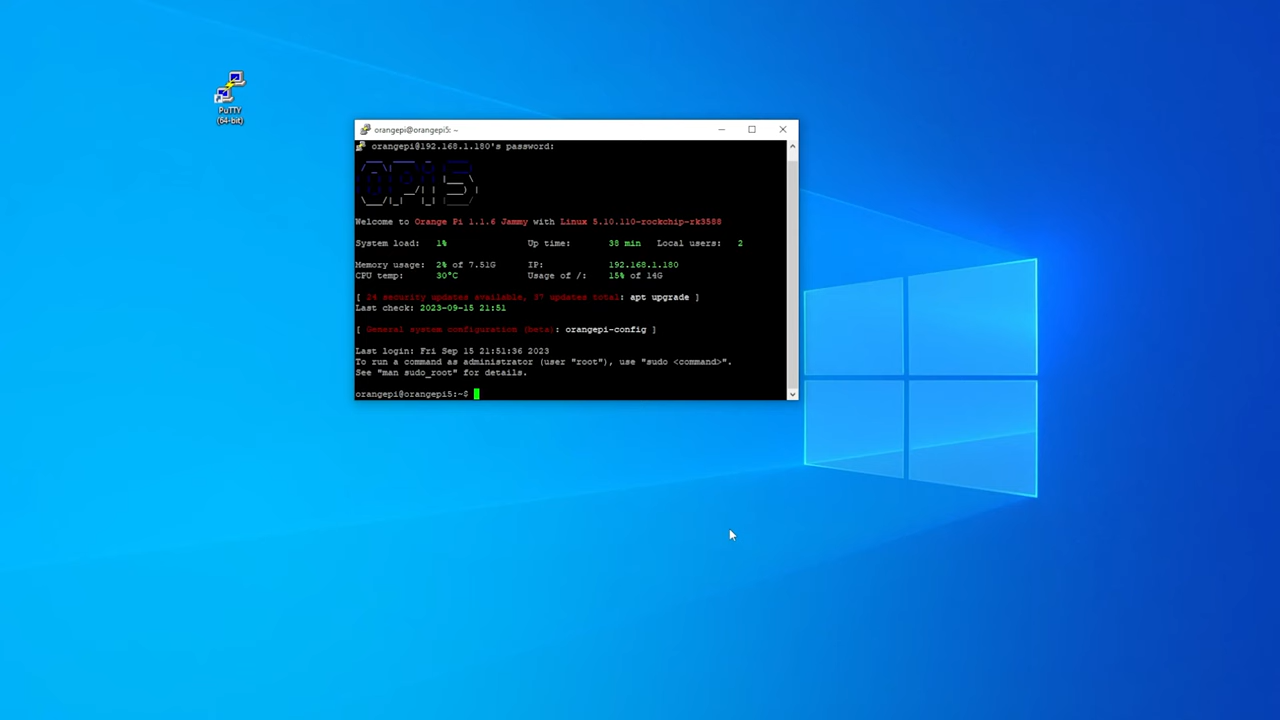 PuTTY
(64-bit)
orangepi@orangepi5: ~
orangepi@192.168.1.180's password:
OPI 5
Welcome to Orange Pi 1.1.6 Jammy with Linux 5.10.110-rockchip-rk3588
System load: 1% Up time: 38 min Local users: 2
Memory usage: 2% of 7.51G IP: 192.168.1.180
CPU temp: 30°C Usage of /: 15% of 14G
[ 24 security updates available, 37 updates total: apt upgrade ]
Last check: 2023-09-15 21:51
[ General system configuration (beta): orangepi-config ]
Last login: Fri Sep 15 21:51:36 2023
To run a command as administrator (user "root"), use "sudo <command>".
See "man sudo_root" for details.
orangepi@orangepi5:~$